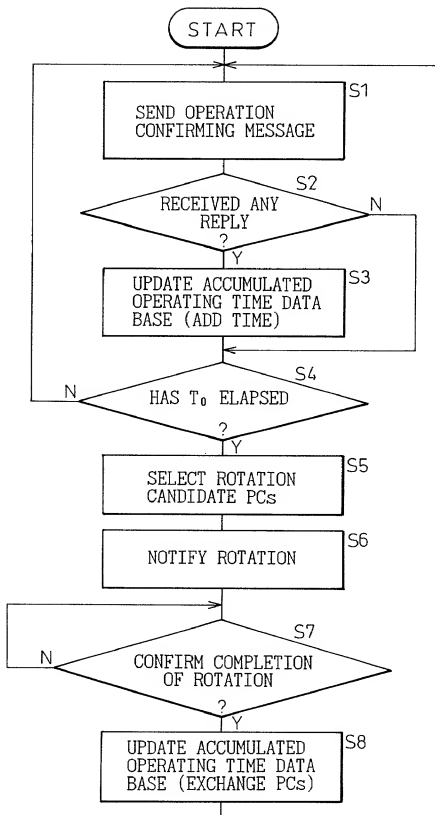 START
S1
SEND OPERATION
CONFIRMING MESSAGE
S2
RECEIVED ANY
REPLY
?
N
Y
S3
UPDATE ACCUMULATED
OPERATING TIME DATA
BASE (ADD TIME)
S4
N
HAS T₀ ELAPSED
?
Y
S5
SELECT ROTATION
CANDIDATE PCs
S6
NOTIFY ROTATION
S7
N
CONFIRM COMPLETION
OF ROTATION
?
Y
S8
UPDATE ACCUMULATED
OPERATING TIME DATA
BASE (EXCHANGE PCs)